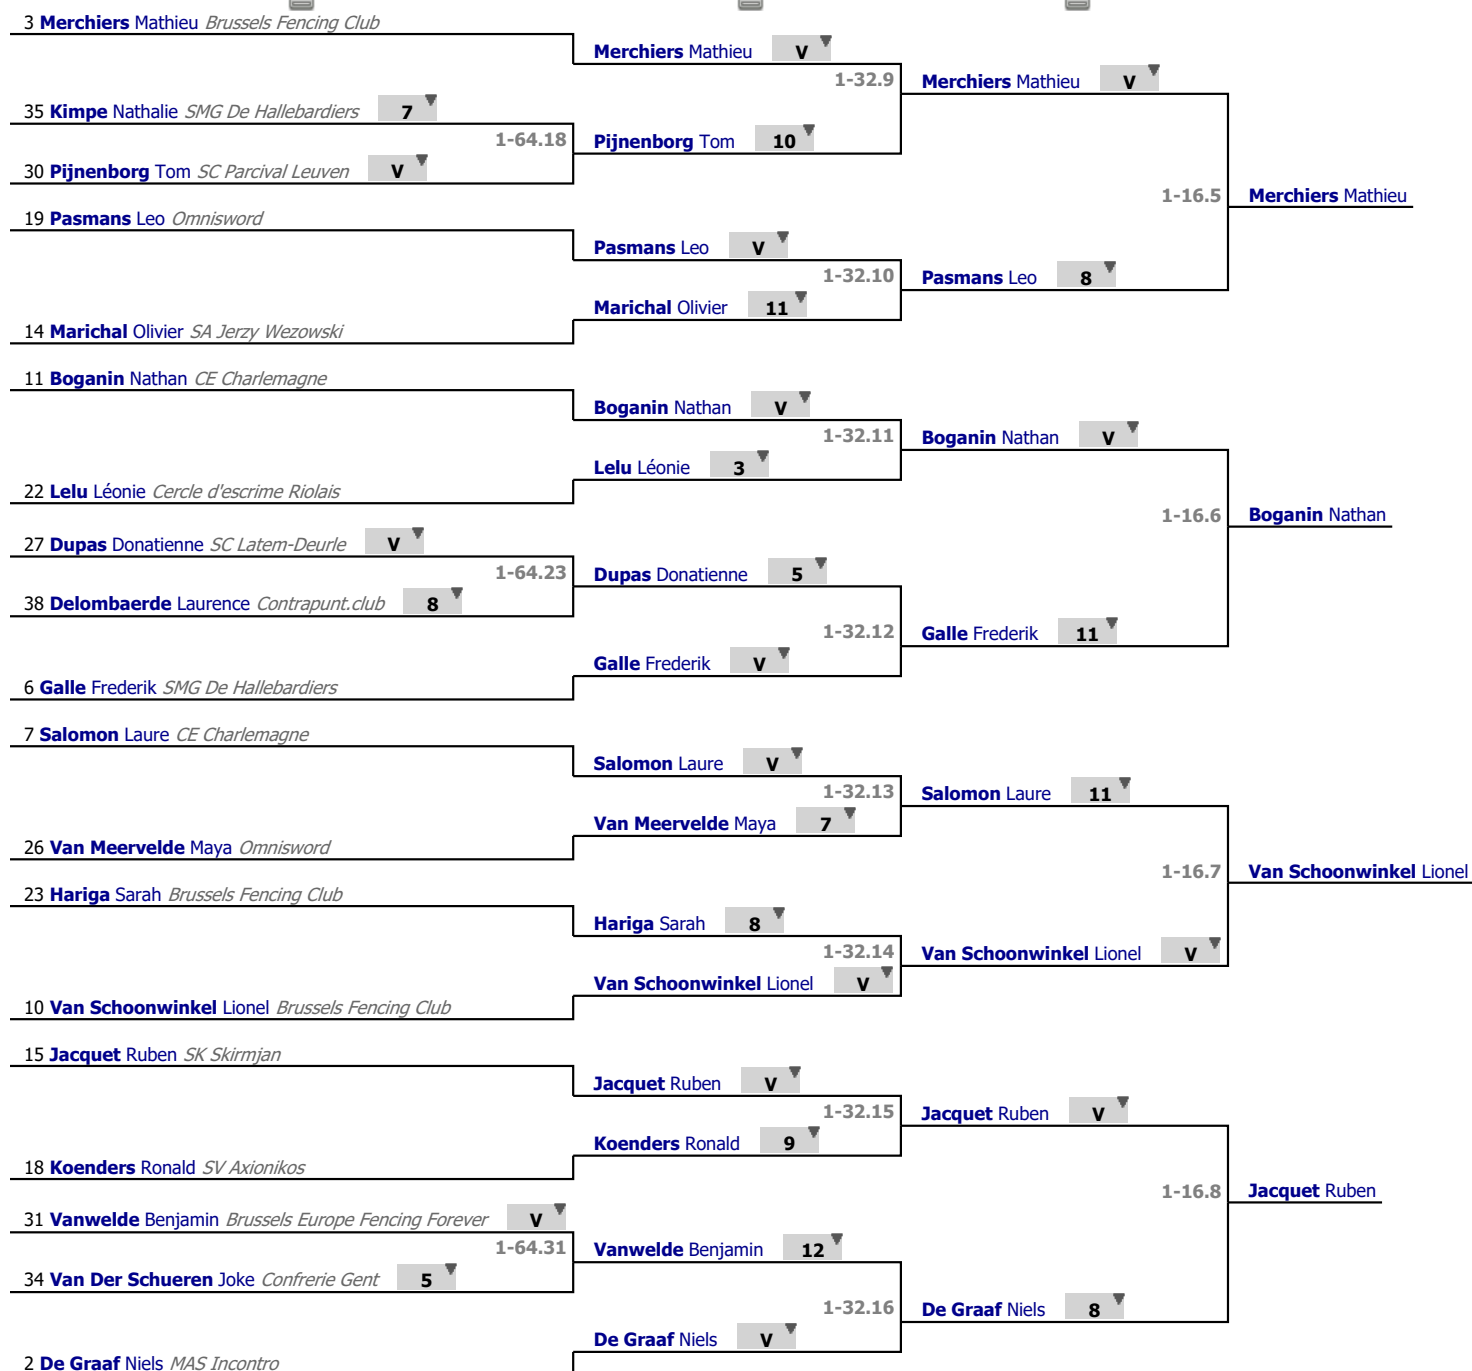 3 Merchiers Mathieu Brussels Fencing Club
Merchiers Mathieu V
1-32.9
Merchiers Mathieu V
35 Kimpe Nathalie SMG De Hallebardiers 7
1-64.18
Pijnenborg Tom 10
30 Pijnenborg Tom SC Parcival Leuven V
1-16.5
Merchiers Mathieu
19 Pasmans Leo Omnisword
Pasmans Leo V
1-32.10
Pasmans Leo 8
Marichal Olivier 11
14 Marichal Olivier SA Jerzy Wezowski
11 Boganin Nathan CE Charlemagne
Boganin Nathan V
1-32.11
Boganin Nathan V
Lelu Léonie 3
22 Lelu Léonie Cercle d'escrime Riolais
1-16.6
Boganin Nathan
27 Dupas Donatienne SC Latem-Deurle V
1-64.23
Dupas Donatienne 5
38 Delombaerde Laurence Contrapunt.club 8
1-32.12
Galle Frederik 11
Galle Frederik V
6 Galle Frederik SMG De Hallebardiers
7 Salomon Laure CE Charlemagne
Salomon Laure V
1-32.13
Salomon Laure 11
Van Meervelde Maya 7
26 Van Meervelde Maya Omnisword
1-16.7
Van Schoonwinkel Lionel
23 Hariga Sarah Brussels Fencing Club
Hariga Sarah 8
1-32.14
Van Schoonwinkel Lionel V
Van Schoonwinkel Lionel V
10 Van Schoonwinkel Lionel Brussels Fencing Club
15 Jacquet Ruben SK Skirmjan
Jacquet Ruben V
1-32.15
Jacquet Ruben V
Koenders Ronald 9
18 Koenders Ronald SV Axionikos
1-16.8
Jacquet Ruben
31 Vanwelde Benjamin Brussels Europe Fencing Forever V
1-64.31
Vanwelde Benjamin 12
34 Van Der Schueren Joke Confrerie Gent 5
1-32.16
De Graaf Niels 8
De Graaf Niels V
2 De Graaf Niels MAS Incontro